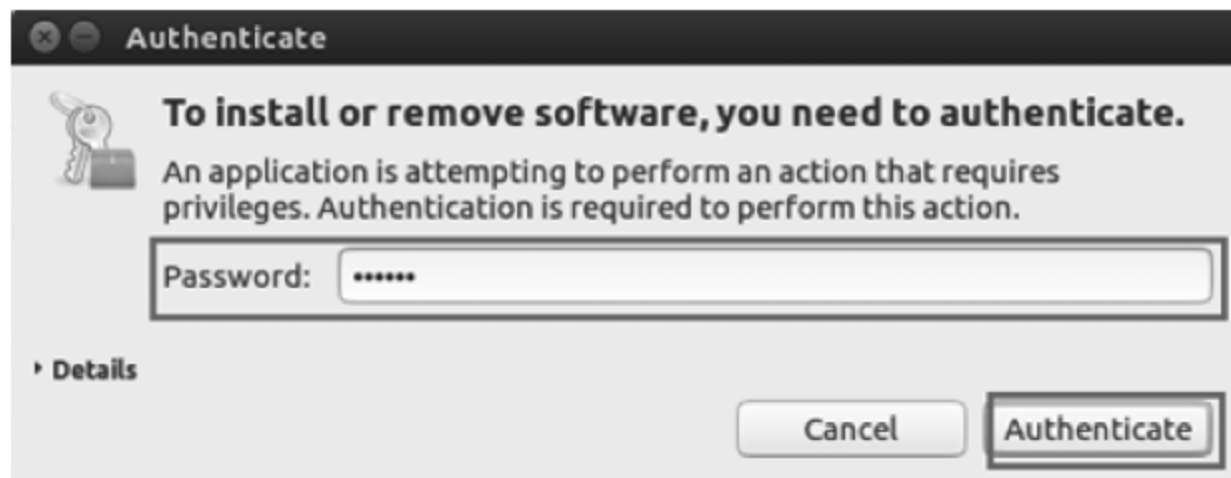 Authenticate
To install or remove software, you need to authenticate.
An application is attempting to perform an action that requires
privileges. Authentication is required to perform this action.
Password: ••••••
Details
Cancel Authenticate